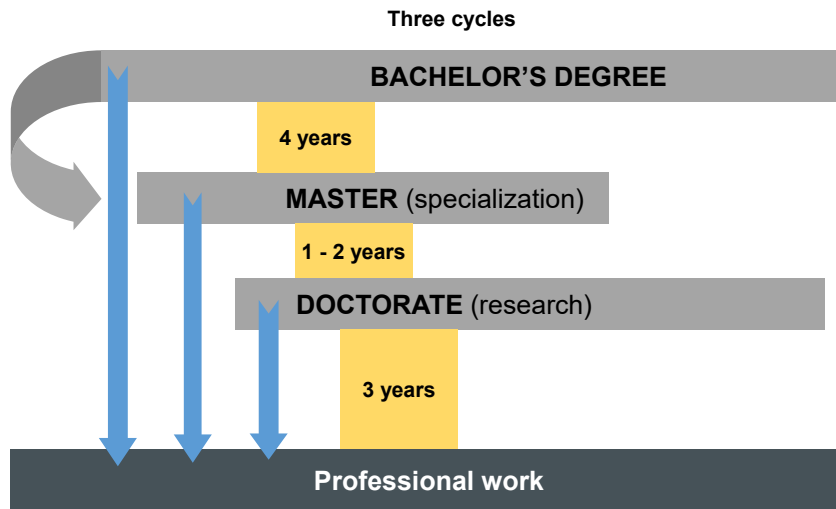 Three cycles
BACHELOR’S DEGREE
4 years
MASTER (specialization)
1 - 2 years
DOCTORATE (research)
3 years
Professional work